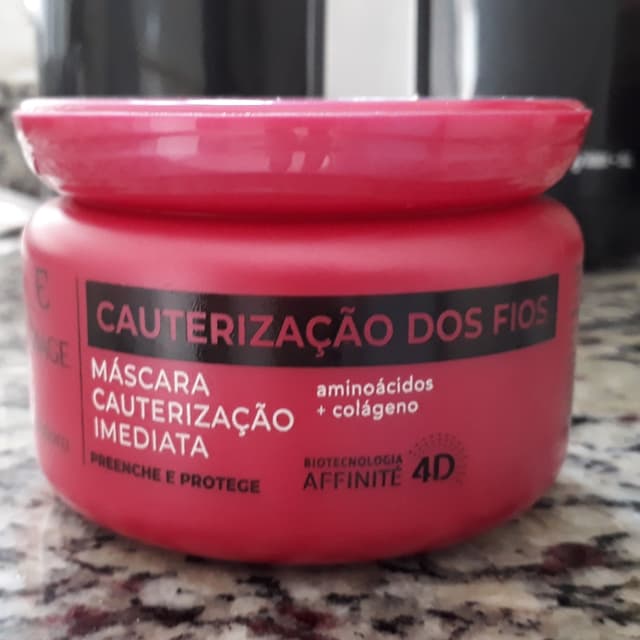 CAUTERIZAÇÃO DOS FIOS
MÁSCARA
CAUTERIZAÇÃO
IMEDIATA
PREENCHE E PROTEGE
aminoácidos
+ colágeno
BIOTECNOLOGIA
AFFINITÉ 4D